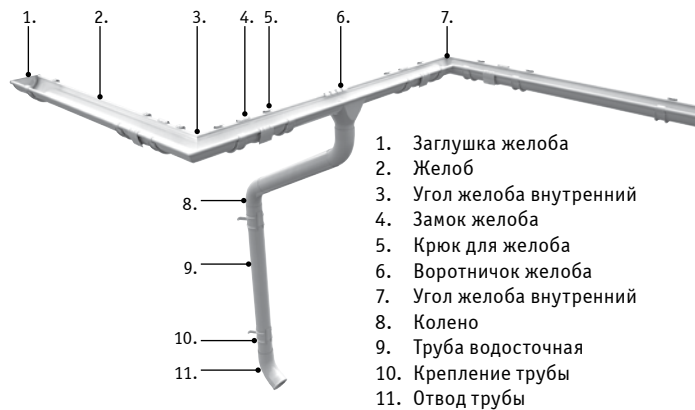 1. 2. 3. 4. 5. 6. 7.
8.
9.
10.
11.
1. Заглушка желоба
2. Желоб
3. Угол желоба внутренний
4. Замок желоба
5. Крюк для желоба
6. Воротничок желоба
7. Угол желоба внутренний
8. Колено
9. Труба водосточная
10. Крепление трубы
11. Отвод трубы